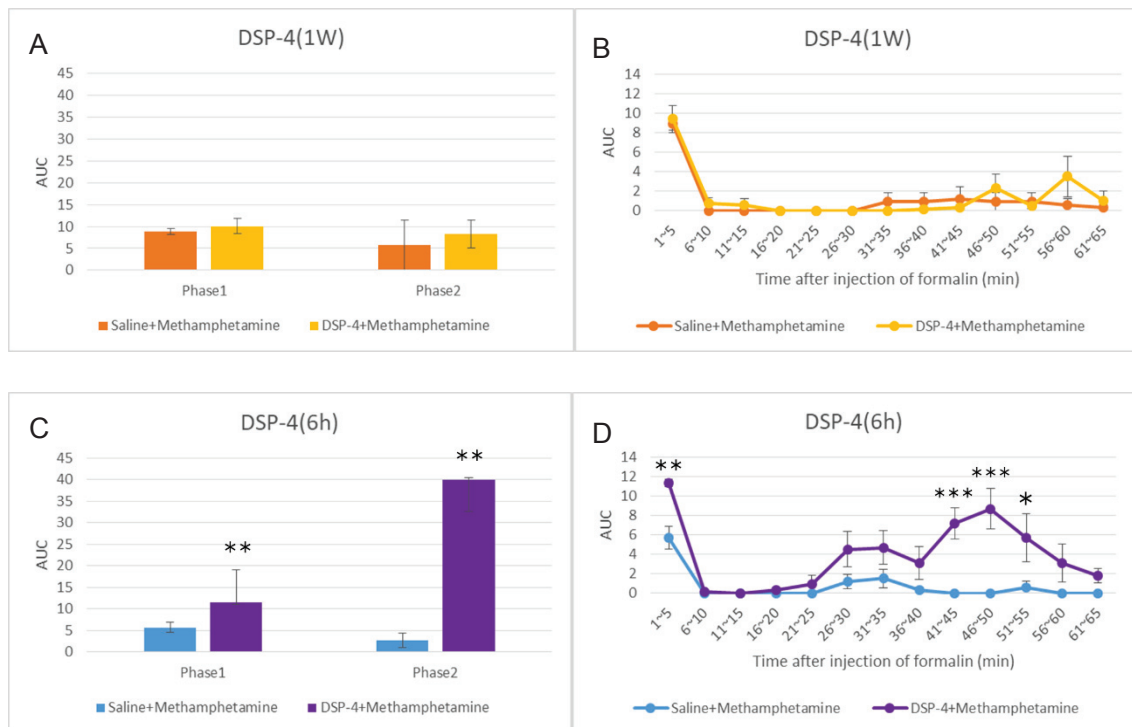 A
DSP-4(1W)
45
40
35
30
25
20
15
10
5
0
AUC
Phase1
Phase2
Saline+Methamphetamine
DSP-4+Methamphetamine
B
DSP-4(1W)
14
12
10
8
6
4
2
0
AUC
1~5
6~10
11~15
16~20
21~25
26~30
31~35
36~40
41~45
46~50
51~55
56~60
61~65
Time after injection of formalin (min)
Saline+Methamphetamine
DSP-4+Methamphetamine
C
DSP-4(6h)
45
40
35
30
25
20
15
10
5
0
AUC
**
**
Phase1
Phase2
Saline+Methamphetamine
DSP-4+Methamphetamine
D
DSP-4(6h)
14
12
10
8
6
4
2
0
AUC
**
***
***
*
1~5
6~10
11~15
16~20
21~25
26~30
31~35
36~40
41~45
46~50
51~55
56~60
61~65
Time after injection of formalin (min)
Saline+Methamphetamine
DSP-4+Methamphetamine